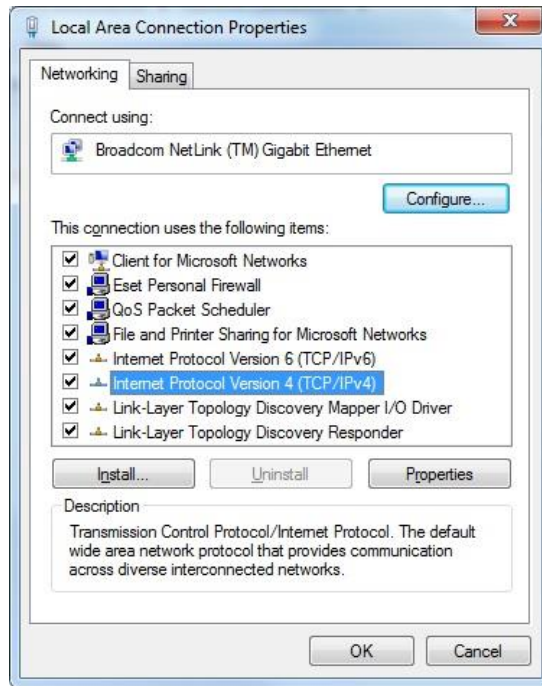 Local Area Connection Properties
Networking
Sharing
Connect using:
Broadcom NetLink (TM) Gigabit Ethernet
Configure...
This connection uses the following items:
Client for Microsoft Networks
Eset Personal Firewall
QoS Packet Scheduler
File and Printer Sharing for Microsoft Networks
Internet Protocol Version 6 (TCP/IPv6)
Internet Protocol Version 4 (TCP/IPv4)
Link-Layer Topology Discovery Mapper I/O Driver
Link-Layer Topology Discovery Responder
Install...
Uninstall
Properties
Description
Transmission Control Protocol/Internet Protocol. The default
wide area network protocol that provides communication
across diverse interconnected networks.
OK
Cancel